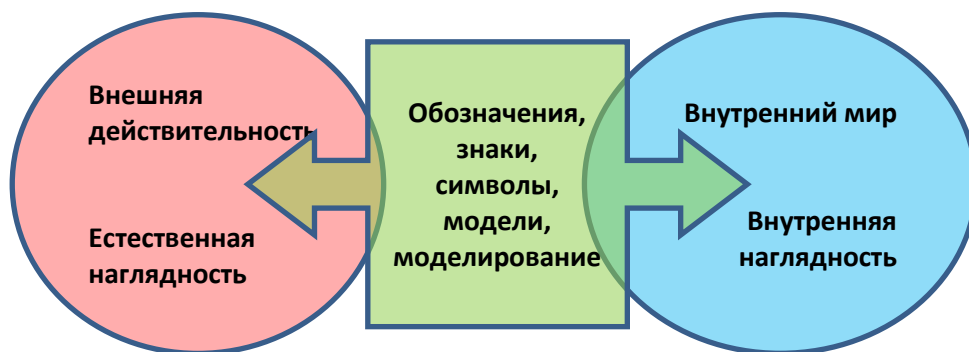 Внешняя
действительность
Естественная
наглядность
Обозначения,
знаки,
символы,
модели,
моделирование
Внутренний мир
Внутренняя
наглядность